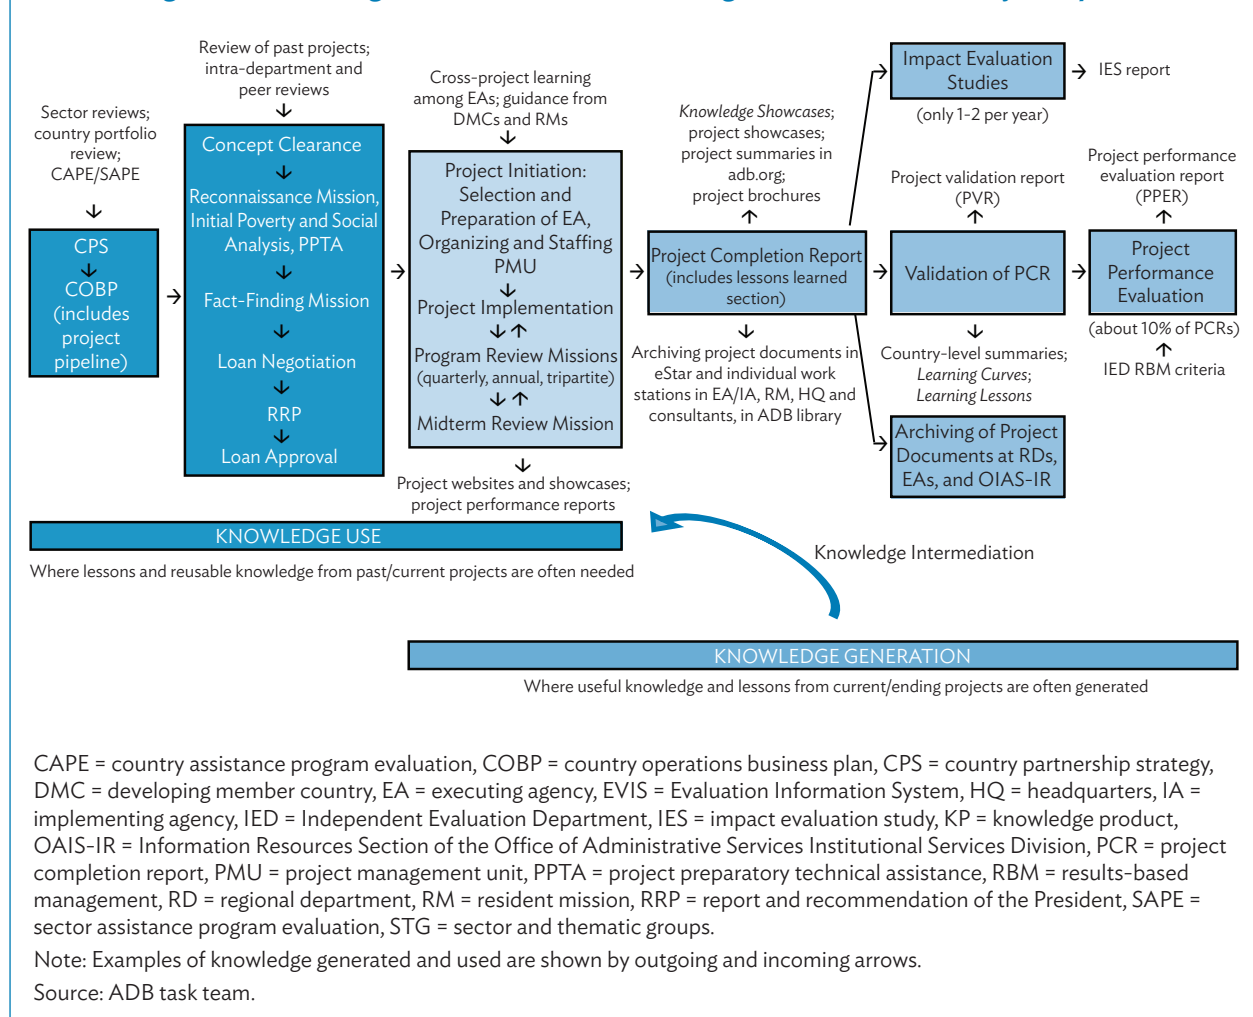 Review of past projects;
intra-department and
peer reviews
Sector reviews;
country portfolio
review;
CAPE/SAPE
CPS
COBP
(includes
project
pipeline)
Concept Clearance
Reconnaissance Mission,
Initial Poverty and Social
Analysis, PPTA
Fact-Finding Mission
Loan Negotiation
RRP
Loan Approval
Cross-project learning
among EAs; guidance from
DMCs and RMs
Project Initiation:
Selection and
Preparation of EA,
Organizing and Staffing
PMU
Project Implementation
Program Review Missions
(quarterly, annual, tripartite)
Midterm Review Mission
Project websites and showcases;
project performance reports
Knowledge Showcases;
project showcases;
project summaries in
adb.org;
project brochures
Project Completion Report
(includes lessons learned
section)
Archiving project documents in
eStar and individual work
stations in EA/IA, RM, HQ and
consultants, in ADB library
Impact Evaluation
Studies
(only 1-2 per year)
IES report
Project validation report
(PVR)
Validation of PCR
Country-level summaries;
Learning Curves;
Learning Lessons
Archiving of Project
Documents at RDs,
EAs, and OIAS-IR
Project performance
evaluation report
(PPER)
Project
Performance
Evaluation
(about 10% of PCRs)
IED RBM criteria
KNOWLEDGE USE
Where lessons and reusable knowledge from past/current projects are often needed
Knowledge Intermediation
KNOWLEDGE GENERATION
Where useful knowledge and lessons from current/ending projects are often generated
CAPE = country assistance program evaluation, COBP = country operations business plan, CPS = country partnership strategy,
DMC = developing member country, EA = executing agency, EVIS = Evaluation Information System, HQ = headquarters, IA =
implementing agency, IED = Independent Evaluation Department, IES = impact evaluation study, KP = knowledge product,
OAIS-IR = Information Resources Section of the Office of Administrative Services Institutional Services Division, PCR = project
completion report, PMU = project management unit, PPTA = project preparatory technical assistance, RBM = results-based
management, RD = regional department, RM = resident mission, RRP = report and recommendation of the President, SAPE =
sector assistance program evaluation, STG = sector and thematic groups.
Note: Examples of knowledge generated and used are shown by outgoing and incoming arrows.
Source: ADB task team.